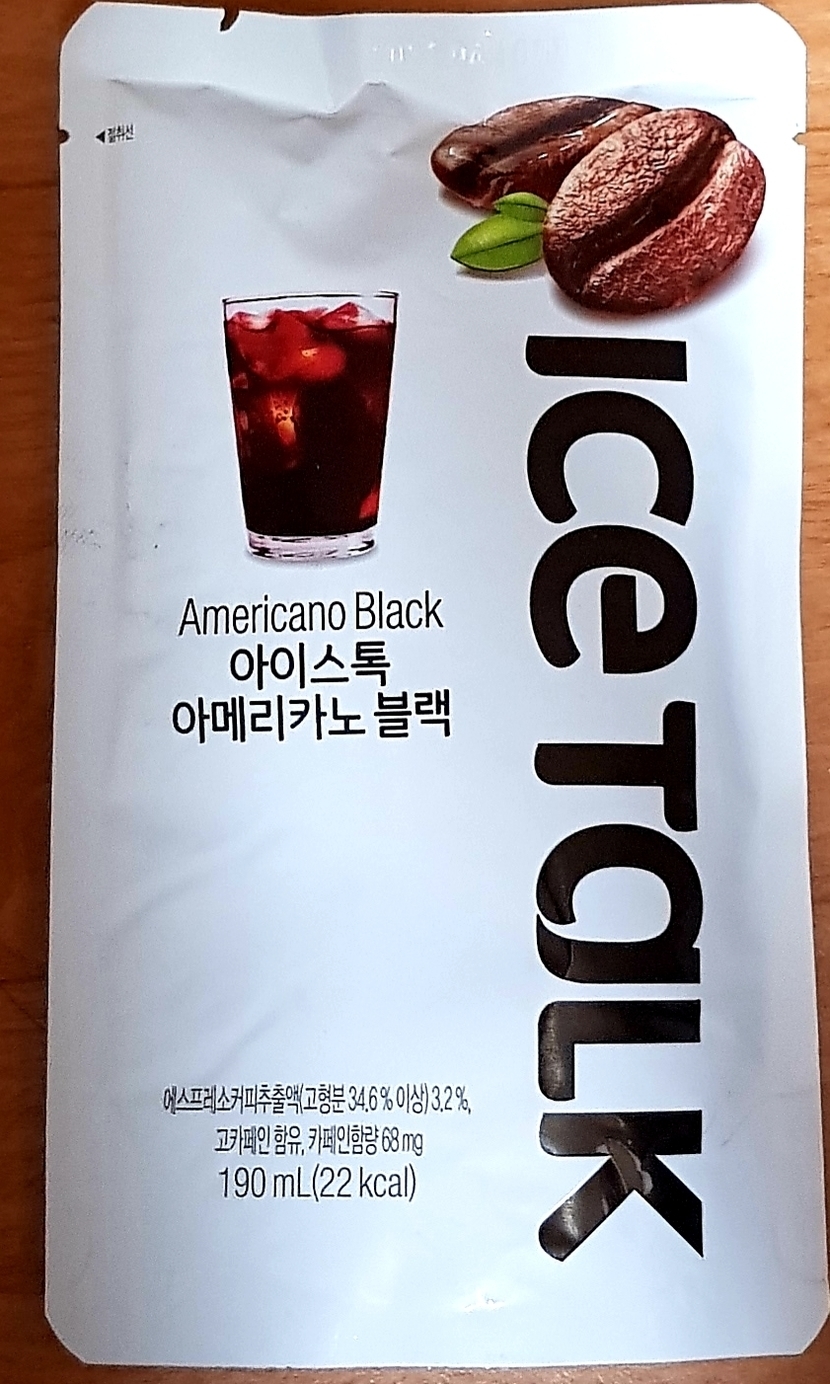 ◀절취선
ICE TALK
Americano Black
아이스톡
아메리카노 블랙
에스프레소커피추출액(고형분 34.6% 이상) 3.2%,
고카페인 함유, 카페인함량 68 mg
190 mL(22 kcal)